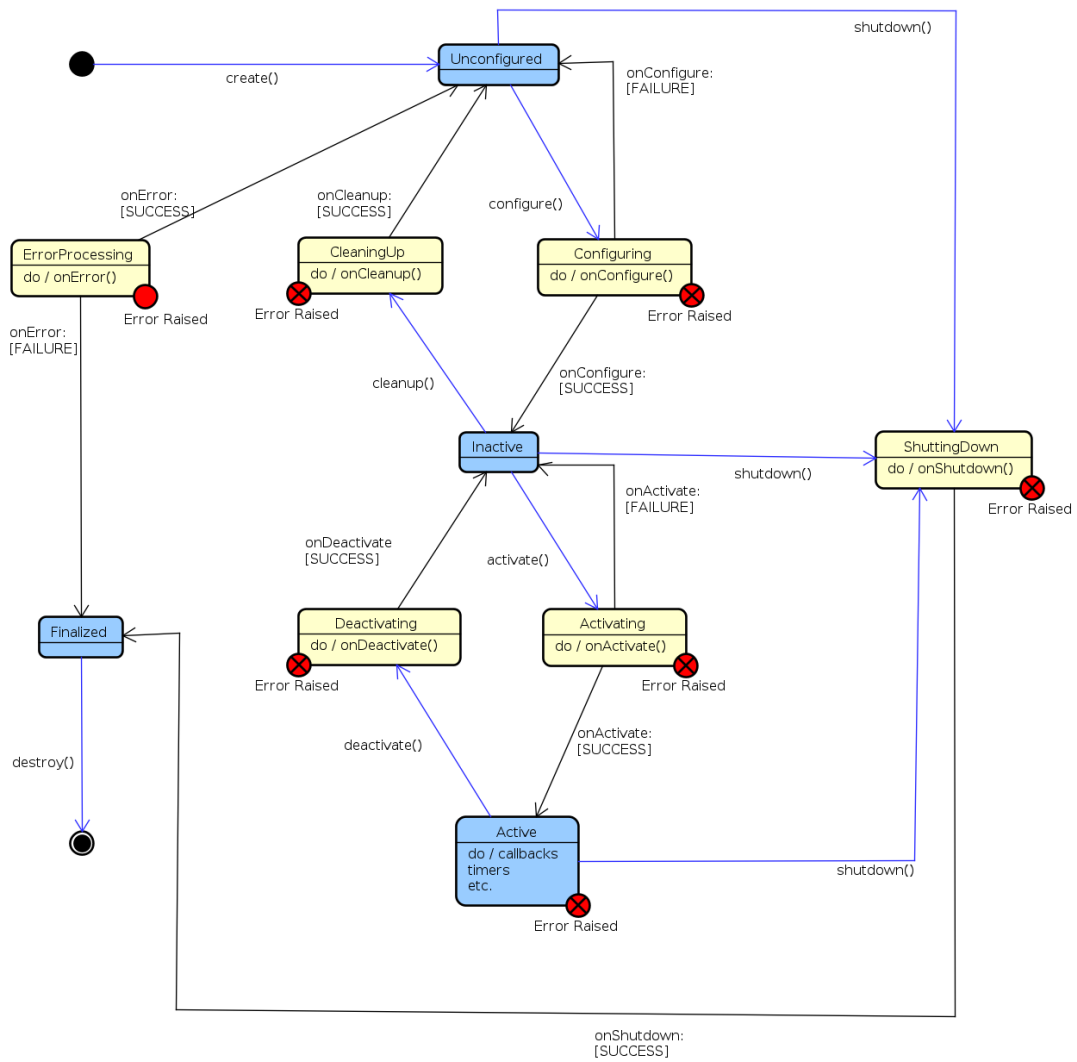 shutdown()
Unconfigured
create()
onConfigure:
[FAILURE]
onError:
[SUCCESS]
onCleanup:
[SUCCESS]
configure()
ErrorProcessing
do / onError()
Error Raised
CleaningUp
do / onCleanup()
Error Raised
Configuring
do / onConfigure()
Error Raised
onError:
[FAILURE]
cleanup()
onConfigure:
[SUCCESS]
Inactive
shutdown()
ShuttingDown
do / onShutdown()
Error Raised
onActivate:
[FAILURE]
onDeactivate
[SUCCESS]
activate()
Finalized
Deactivating
do / onDeactivate()
Error Raised
Activating
do / onActivate()
Error Raised
deactivate()
onActivate:
[SUCCESS]
destroy()
Active
do / callbacks
timers
etc.
Error Raised
shutdown()
onShutdown:
[SUCCESS]